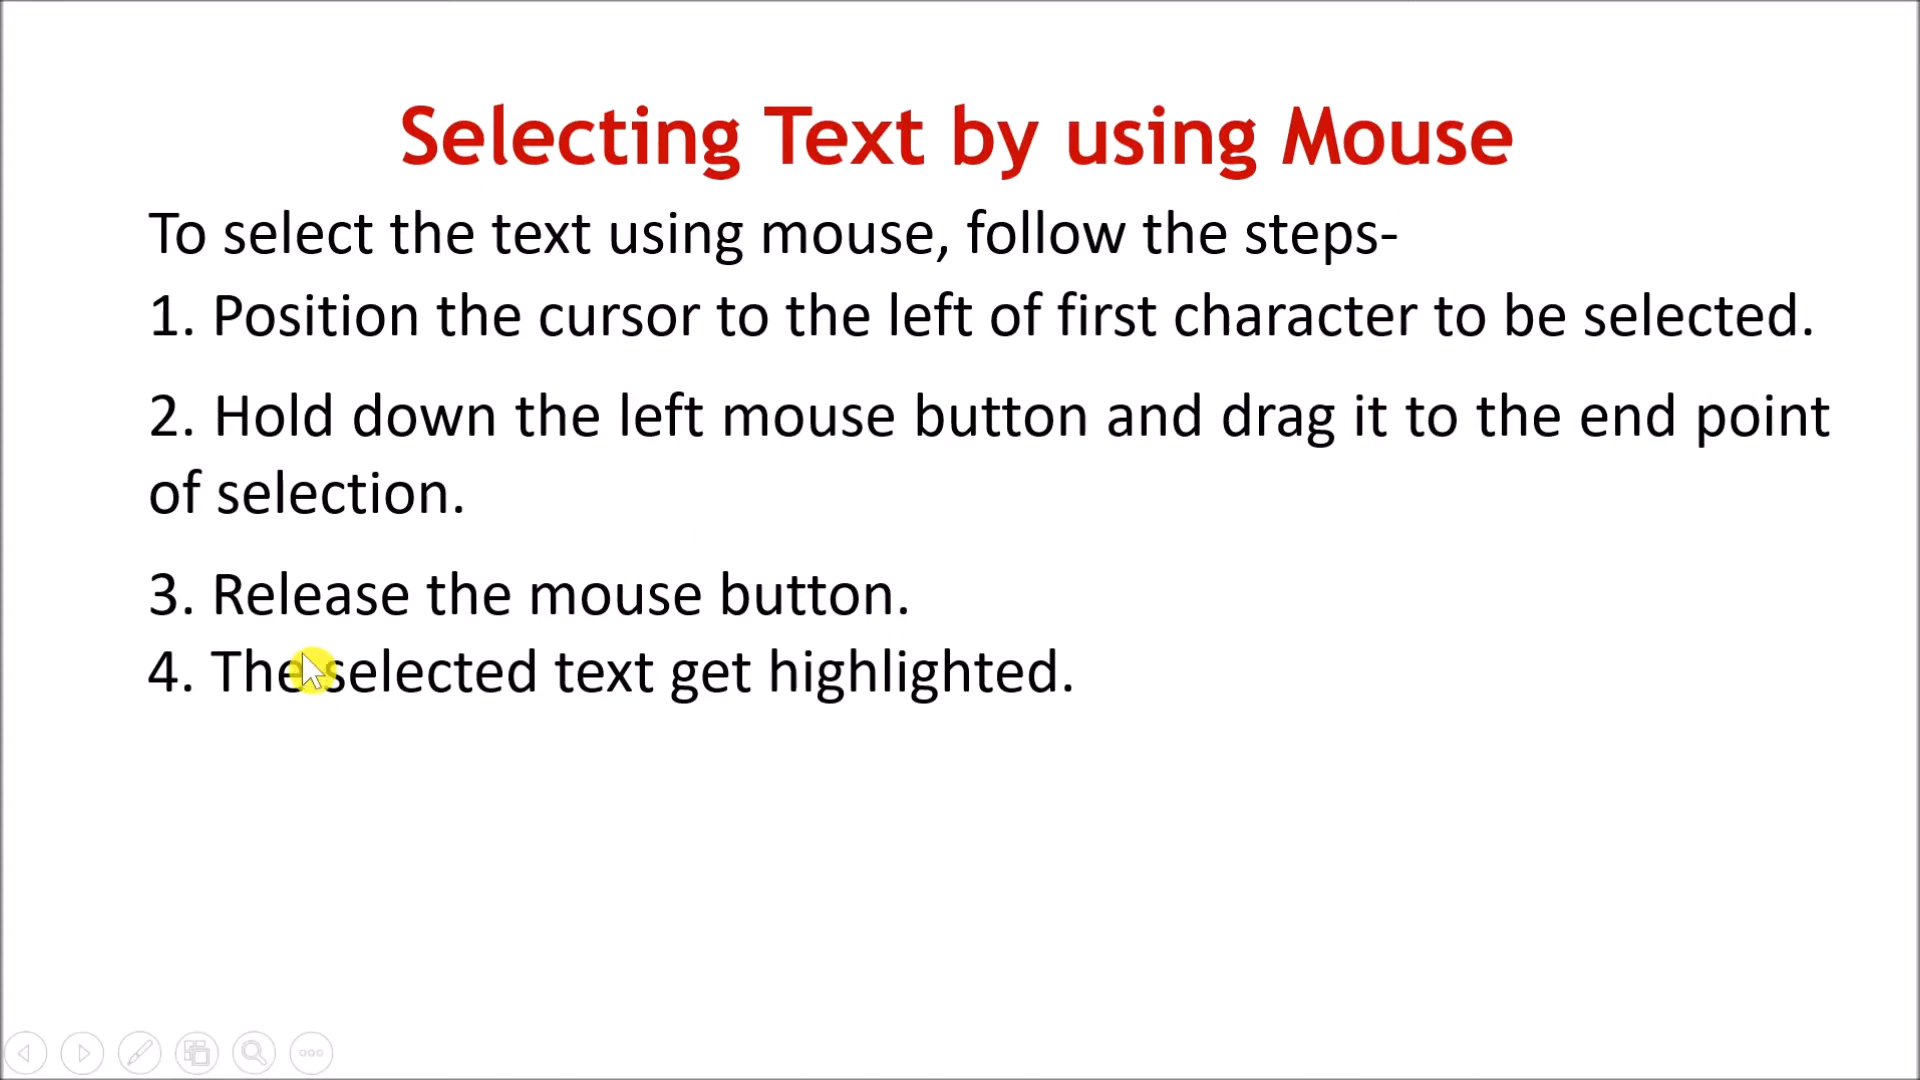 Selecting Text by using Mouse
To select the text using mouse, follow the steps-
1. Position the cursor to the left of first character to be selected.
2. Hold down the left mouse button and drag it to the end point
of selection.
3. Release the mouse button.
4. The selected text get highlighted.